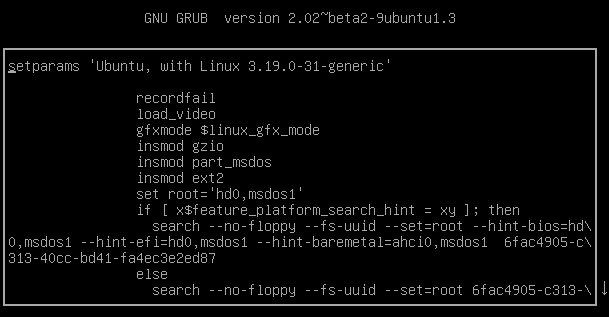 GNU GRUB  version 2.02~beta2-9ubuntu1.3
setparams 'Ubuntu, with Linux 3.19.0-31-generic'
recordfail
load_video
gfxmode $linux_gfx_mode
insmod gzio
insmod part_msdos
insmod ext2
set root='hd0,msdos1'
if [ x$feature_platform_search_hint = xy ]; then
search --no-floppy --fs-uuid --set=root --hint-bios=hd\
0,msdos1 --hint-efi=hd0,msdos1 --hint-baremetal=ahci0,msdos1  6fac4905-c\
313-40cc-bd41-fa4ec3e2ed87
else
search --no-floppy --fs-uuid --set=root 6fac4905-c313-\